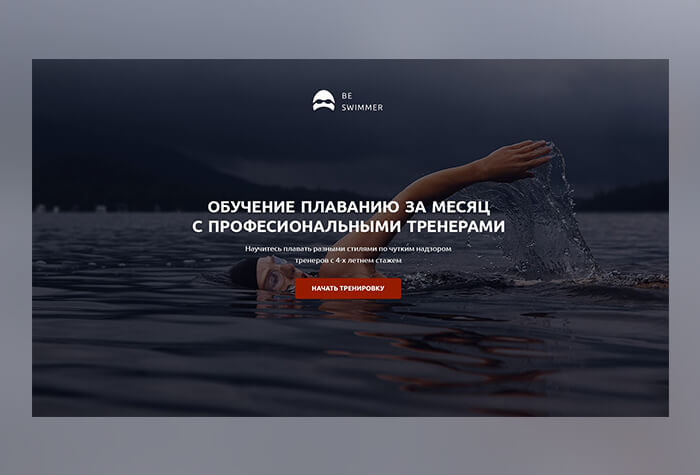 BE
SWIMMER
ОБУЧЕНИЕ ПЛАВАНИЮ ЗА МЕСЯЦ
С ПРОФЕСИОНАЛЬНЫМИ ТРЕНЕРАМИ
Научитесь плавать разными стилями по чутким надзором
тренеров с 4-х летнем стажем
НАЧАТЬ ТРЕНИРОВКУ